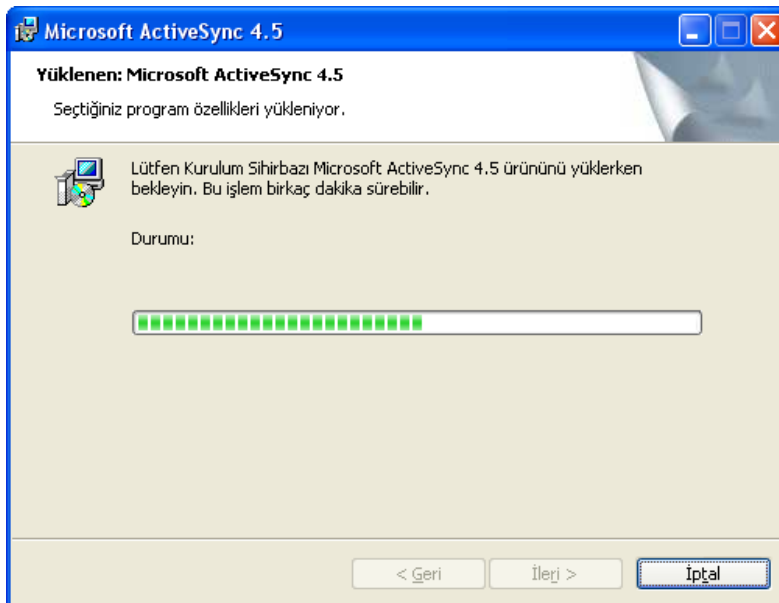 Microsoft ActiveSync 4.5
Yüklenen: Microsoft ActiveSync 4.5
Seçtiğiniz program özellikleri yükleniyor.
Lütfen Kurulum Sihirbazı Microsoft ActiveSync 4.5 ürününü yüklerken
bekleyin. Bu işlem birkaç dakika sürebilir.
Durumu:
< Geri İleri > İptal